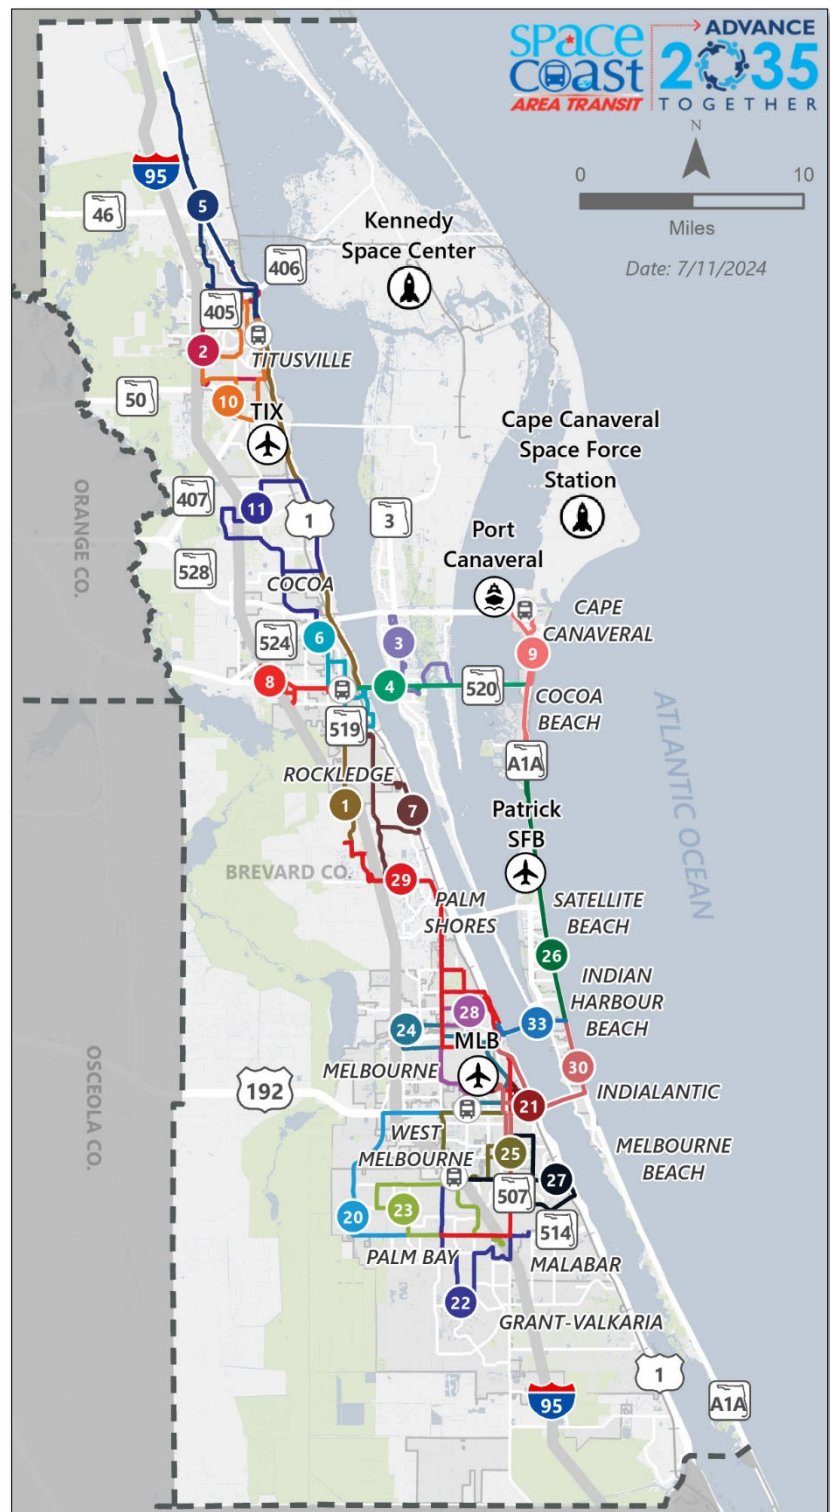 SPACE
COAST
AREA TRANSIT
ADVANCE
2035
TOGETHER
N
0 10
Miles
Date: 7/11/2024
95
46
5
406
Kennedy
Space Center
405
2
TITUSVILLE
50
10
TIX
Cape Canaveral
Space Force
Station
ORANGE CO.
407
11
1
3
Port
Canaveral
528
COCOA
CAPE
CANAVERAL
524
6
3
9
8
4
520
COCOA
BEACH
519
A1A
ATLANTIC OCEAN
ROCKLEDGE
1
7
Patrick
SFB
BREVARD CO.
29
PALM
SHORES
SATELLITE
BEACH
26
INDIAN
HARBOUR
BEACH
28
24
33
MLB
30
OSCEOLA CO.
MELBOURNE
192
21
INDIALANTIC
WEST
MELBOURNE
25
MELBOURNE
BEACH
27
507
20
23
514
PALM BAY
MALABAR
22
GRANT-VALKARIA
1
95
A1A